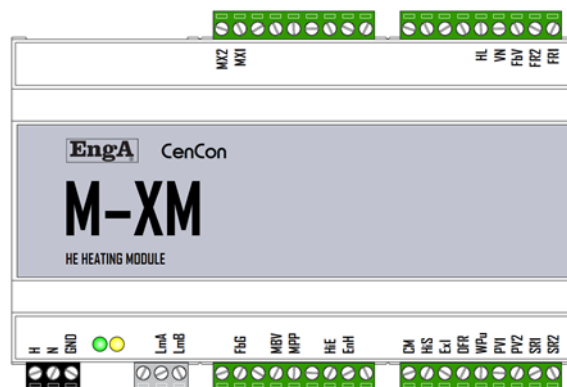 MX2 MX1 HL VN FbV FR2 FR1
EngA CenCon
M-XM
HE HEATING MODULE
H N GND LmA LmB FbG MBV MPP HiE EnH CM HiS ExI DFR WPu PV1 PV2 SR1 SR2